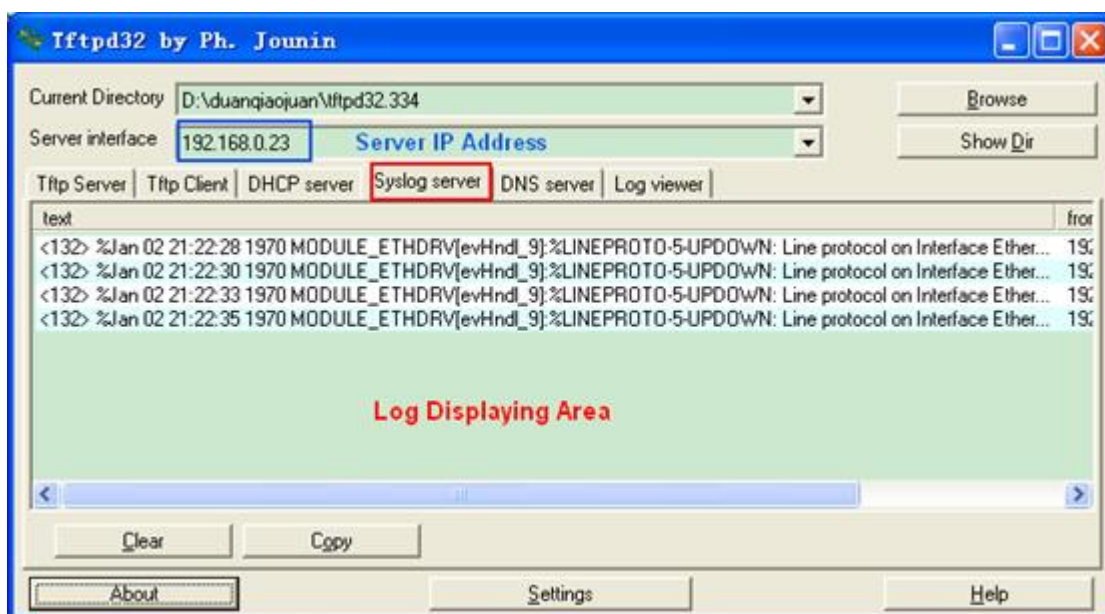 Tftpd32 by Ph. Jounin
Current Directory D:\duanqiaojuan\tftpd32.334 Browse
Server interface 192.168.0.23 Server IP Address Show Dir
Tftp Server Tftp Client DHCP server Syslog server DNS server Log viewer
text from
<132> %Jan 02 21:22:28 1970 MODULE_ETHDRV[evHndl_9]:%LINEPROTO-5-UPDOWN: Line protocol on Interface Ether... 192
<132> %Jan 02 21:22:30 1970 MODULE_ETHDRV[evHndl_9]:%LINEPROTO-5-UPDOWN: Line protocol on Interface Ether... 192
<132> %Jan 02 21:22:33 1970 MODULE_ETHDRV[evHndl_9]:%LINEPROTO-5-UPDOWN: Line protocol on Interface Ether... 192
<132> %Jan 02 21:22:35 1970 MODULE_ETHDRV[evHndl_9]:%LINEPROTO-5-UPDOWN: Line protocol on Interface Ether... 192
Log Displaying Area
Clear Copy
About Settings Help